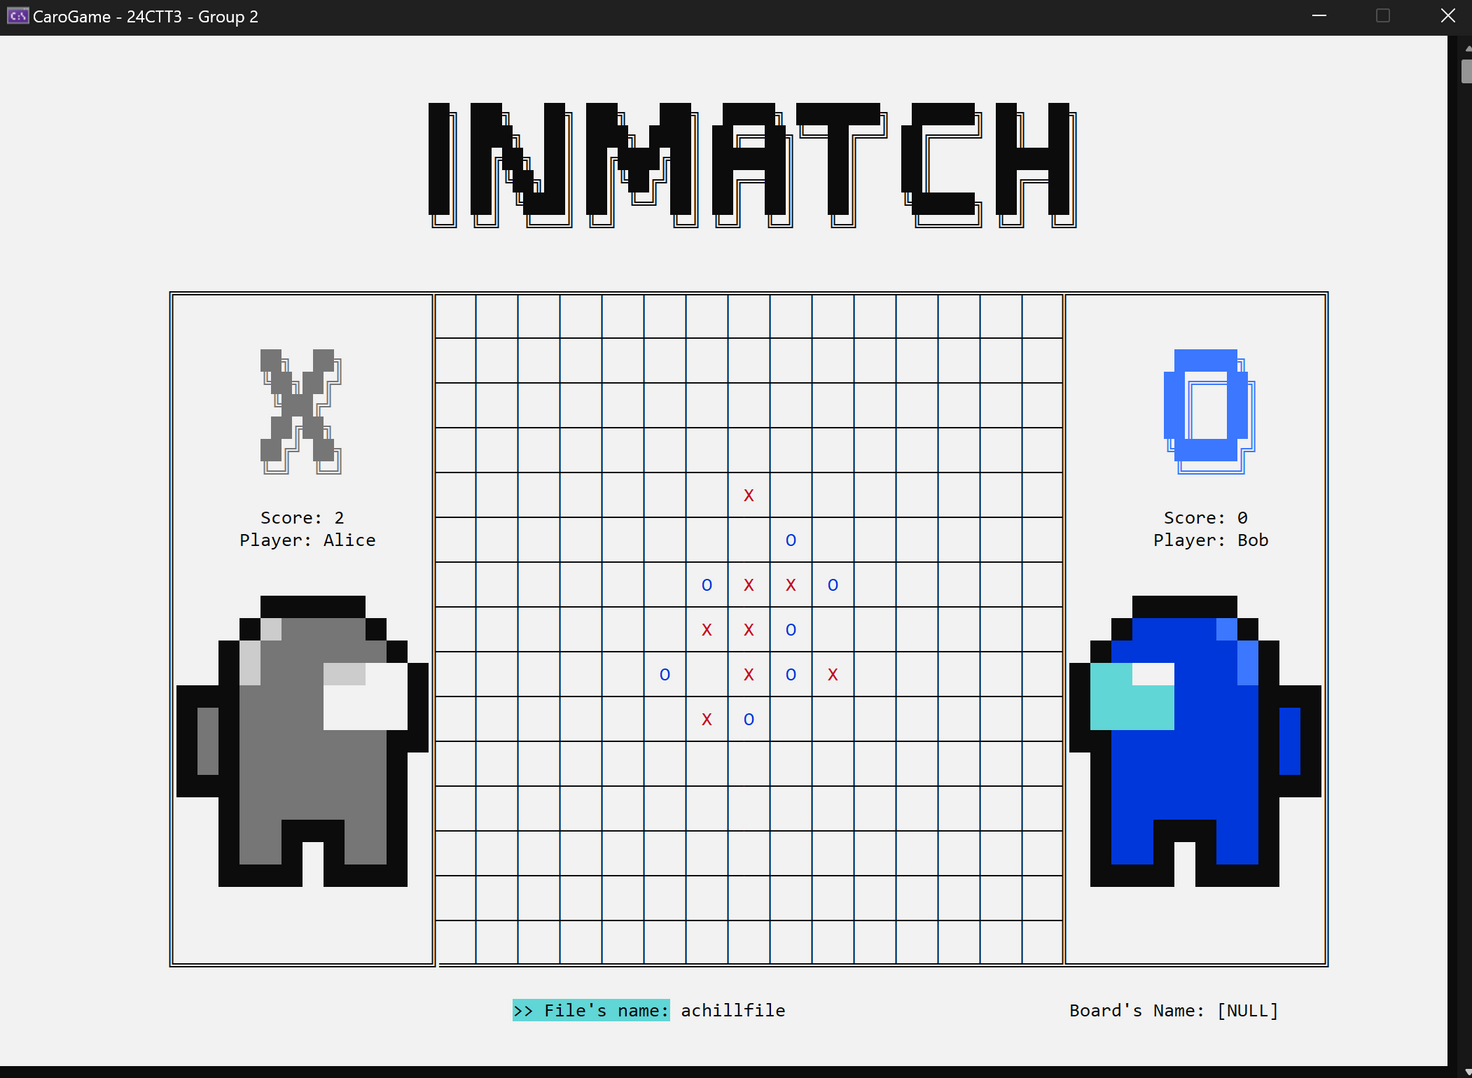 CaroGame - 24CTT3 - Group 2
INMATCH
X
O
Score: 2
Player: Alice
Score: 0
Player: Bob
X
O
O X X O
X X O
O X O X
X O
>> File's name: achillfile
Board's Name: [NULL]